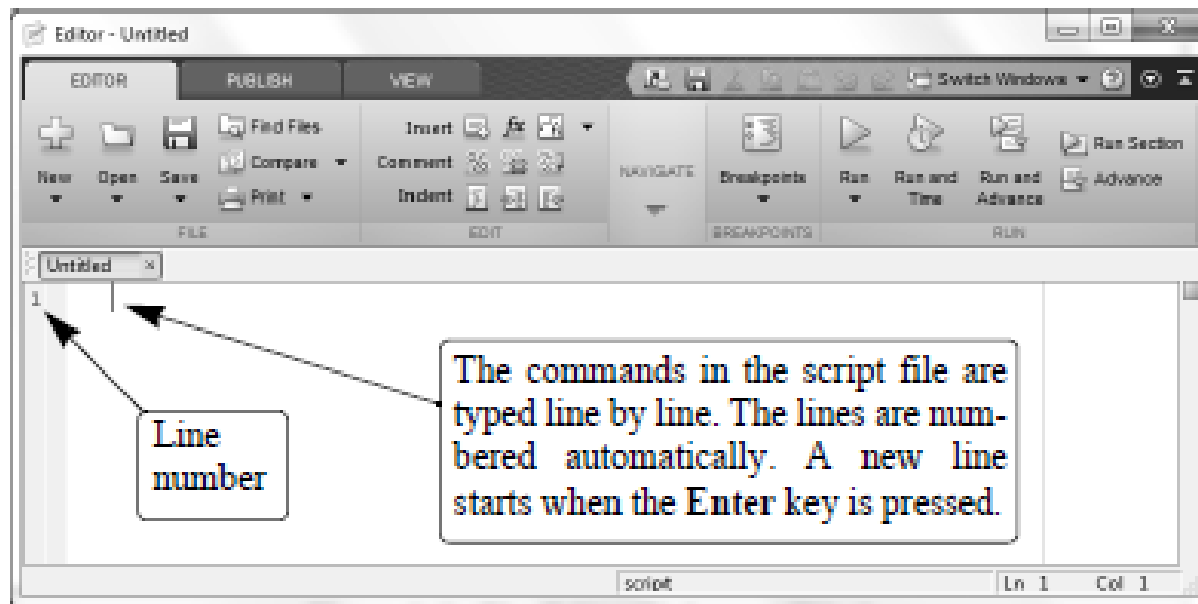 Editor - Untitled
EDITOR PUBLISH VIEW Switch Windows
New Open Save Find Files Compare Print
FILE
Insert fx
Comment
Indent
EDIT
NAVIGATE
Breakpoints
BREAKPOINTS
Run Run and Time Run and Advance Run Section Advance
RUN
Untitled
1
Line
number
The commands in the script file are
typed line by line. The lines are num-
bered automatically. A new line
starts when the Enter key is pressed.
script Ln 1 Col 1